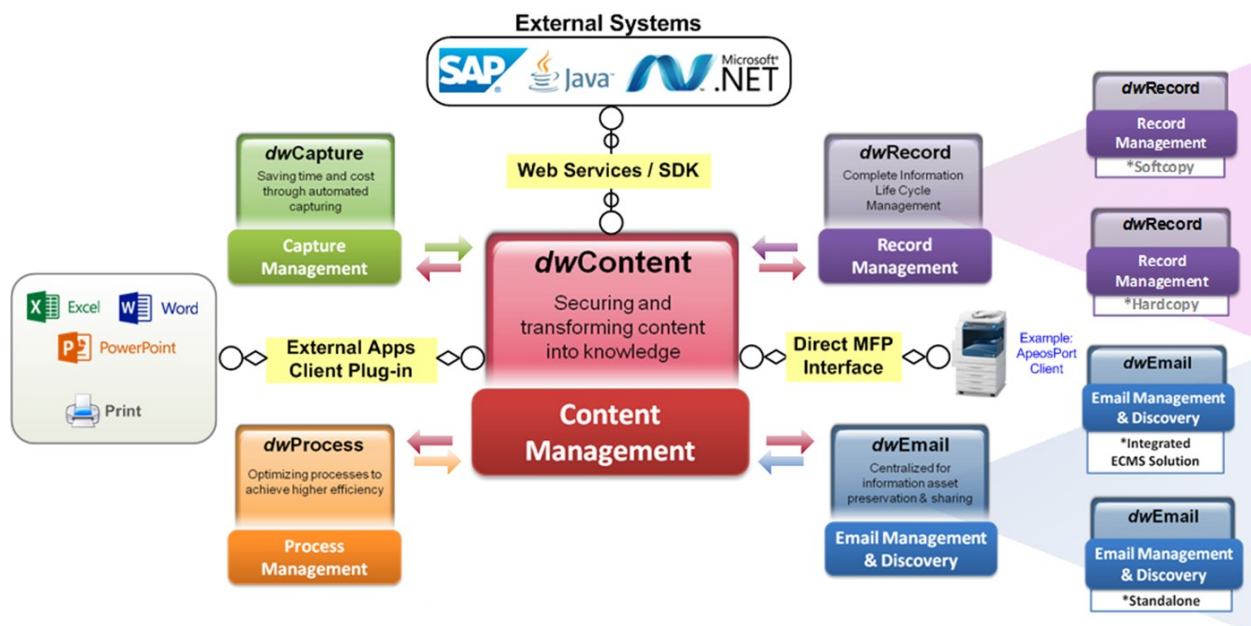 External Systems
SAP
Java
Microsoft
.NET
Web Services / SDK
dwCapture
Saving time and cost
through automated
capturing
Capture
Management
dwRecord
Complete Information
Life Cycle
Management
Record
Management
dwRecord
Record
Management
*Softcopy
dwRecord
Record
Management
*Hardcopy
dwContent
Securing and
transforming content
into knowledge
Content
Management
Excel
Word
PowerPoint
Print
External Apps
Client Plug-in
Direct MFP
Interface
Example:
ApeosPort
Client
dwProcess
Optimizing processes to
achieve higher efficiency
Process
Management
dwEmail
Centralized for
information asset
preservation & sharing
Email Management
& Discovery
dwEmail
Email Management
& Discovery
*Integrated
ECMS Solution
dwEmail
Email Management
& Discovery
*Standalone